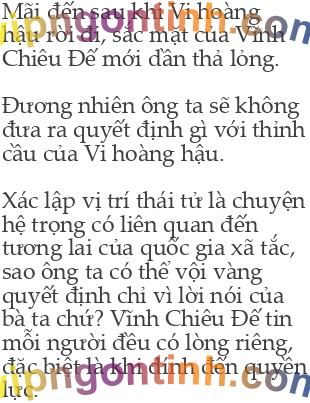 Mãi đến sau khi Vi hoàng
hậu rời đi, sắc mặt của Vĩnh
Chiêu Đế mới dần thả lỏng.
Đương nhiên ông ta sẽ không
đưa ra quyết định gì với thỉnh
cầu của Vi hoàng hậu.
Xác lập vị trí thái tử là chuyện
hệ trọng có liên quan đến
tương lai của quốc gia xã tắc,
sao ông ta có thể vội vàng
quyết định chỉ vì lời nói của
bà ta chứ? Vĩnh Chiêu Đế tin
mỗi người đều có lòng riêng,
đặc biệt là khi dính đến quyền
lực.